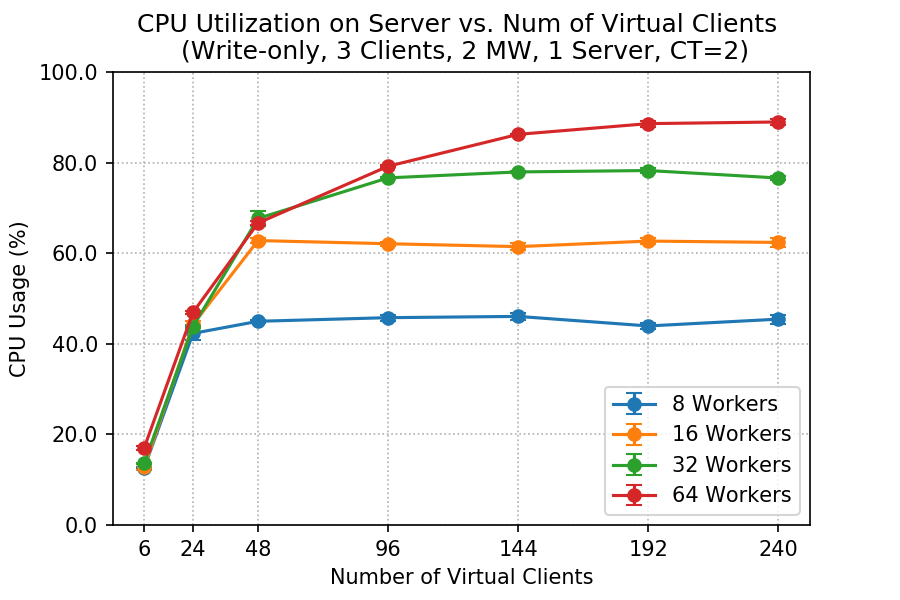 CPU Utilization on Server vs. Num of Virtual Clients
(Write-only, 3 Clients, 2 MW, 1 Server, CT=2)
100.0
80.0
60.0
40.0
20.0
0.0
CPU Usage (%)
8 Workers
16 Workers
32 Workers
64 Workers
6 24 48 96 144 192 240
Number of Virtual Clients